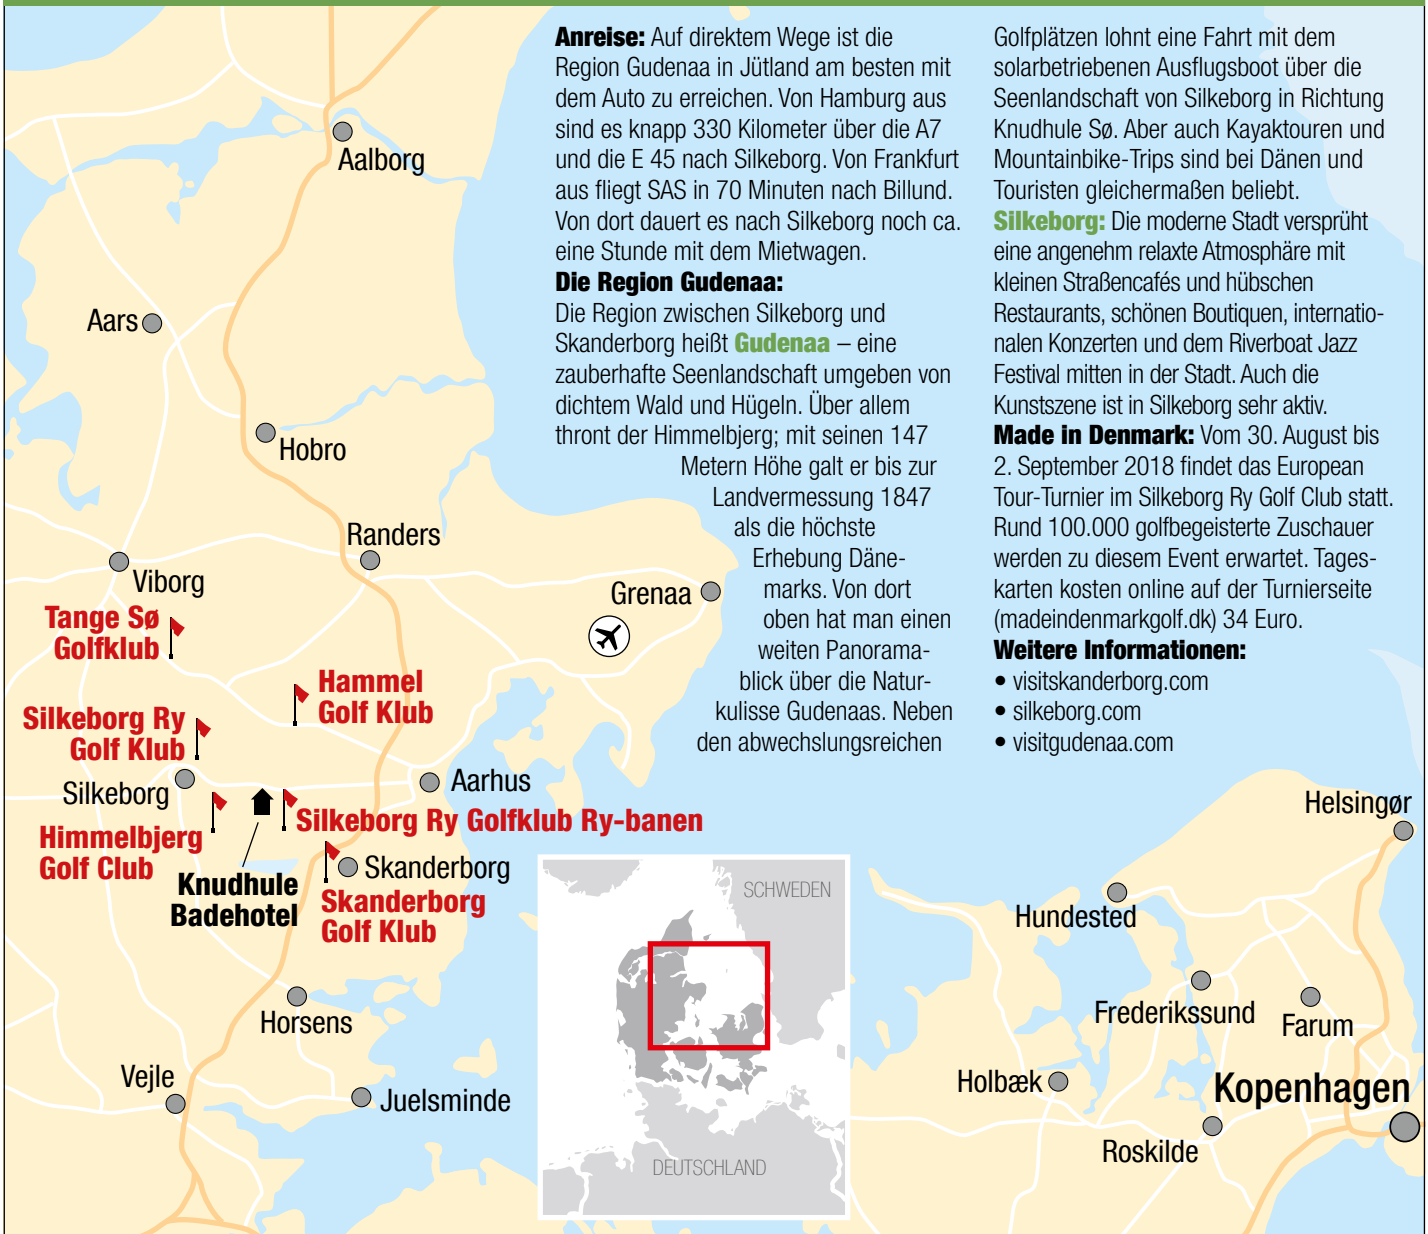 Anreise: Auf direktem Wege ist die
Region Gudenaa in Jütland am besten mit
dem Auto zu erreichen. Von Hamburg aus
sind es knapp 330 Kilometer über die A7
und die E 45 nach Silkeborg. Von Frankfurt
aus fliegt SAS in 70 Minuten nach Billund.
Von dort dauert es nach Silkeborg noch ca.
eine Stunde mit dem Mietwagen.
Die Region Gudenaa:
Die Region zwischen Silkeborg und
Skanderborg heißt Gudenaa – eine
zauberhafte Seenlandschaft umgeben von
dichtem Wald und Hügeln. Über allem
thront der Himmelbjerg; mit seinen 147
Metern Höhe galt er bis zur
Landvermessung 1847
als die höchste
Erhebung Däne-
marks. Von dort
oben hat man einen
weiten Panorama-
blick über die Natur-
kulisse Gudenaas. Neben
den abwechslungsreichen
Golfplätzen lohnt eine Fahrt mit dem
solarbetriebenen Ausflugsboot über die
Seenlandschaft von Silkeborg in Richtung
Knudhule Sø. Aber auch Kayaktouren und
Mountainbike-Trips sind bei Dänen und
Touristen gleichermaßen beliebt.
Silkeborg: Die moderne Stadt versprüht
eine angenehm relaxte Atmosphäre mit
kleinen Straßencafés und hübschen
Restaurants, schönen Boutiquen, internatio-
nalen Konzerten und dem Riverboat Jazz
Festival mitten in der Stadt. Auch die
Kunstszene ist in Silkeborg sehr aktiv.
Made in Denmark: Vom 30. August bis
2. September 2018 findet das European
Tour-Turnier im Silkeborg Ry Golf Club statt.
Rund 100.000 golfbegeisterte Zuschauer
werden zu diesem Event erwartet. Tages-
karten kosten online auf der Turnierseite
(madeindenmarkgolf.dk) 34 Euro.
Weitere Informationen:
• visitskanderborg.com
• silkeborg.com
• visitgudenaa.com
Aalborg
Aars
Hobro
Randers
Viborg
Grenaa
Tange Sø
Golfklub
Hammel
Golf Klub
Silkeborg Ry
Golf Klub
Silkeborg
Aarhus
Silkeborg Ry Golfklub Ry-banen
Himmelbjerg
Golf Club
Knudhule
Badehotel
Skanderborg
Skanderborg
Golf Klub
Horsens
Vejle
Juelsminde
SCHWEDEN
DEUTSCHLAND
Helsingør
Hundested
Frederikssund
Farum
Holbæk
Kopenhagen
Roskilde